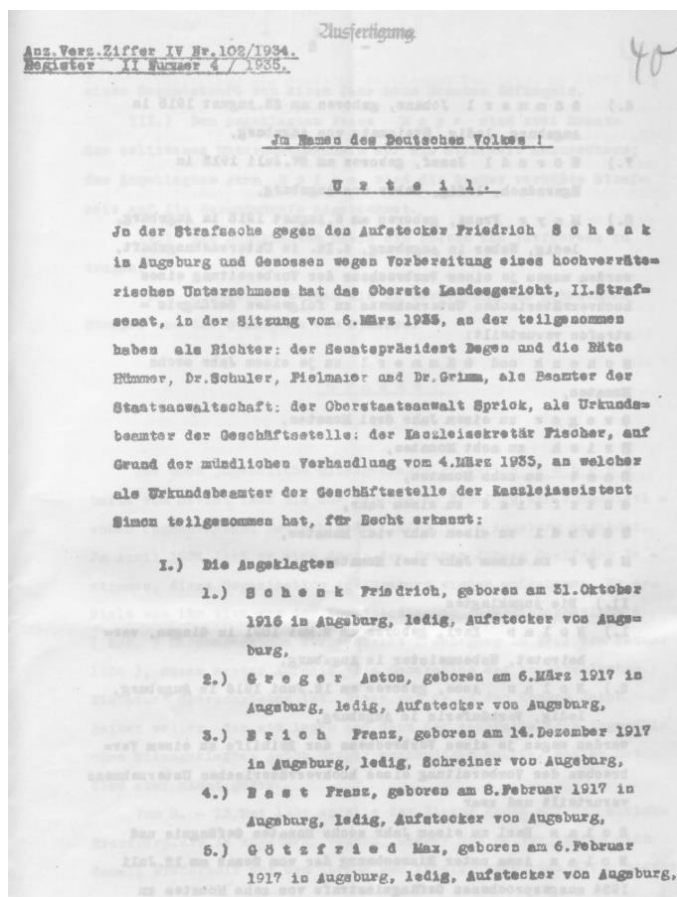 Ausfertigung
40
Anz.Verz.Ziffer IV Nr.102/1934.
Register II Nummer 4 / 1935.
Jm Namen des Deutschen Volkes !
U r t e i l .
Jn der Strafsache gegen den Aufstecker Friedrich S c h e n k
in Augsburg und Genossen wegen Vorbereitung eines hochverräte=
rischen Unternehmens hat das Oberste Landesgericht, II.Straf=
senat, in der Sitzung vom 6.März 1935, an der teilgenommen
haben als Richter: der Senatspräsident Degen und die Räte
Hümmer, Dr.Schuler, Pielmaier und Dr.Grimm, als Beamter der
Staatsanwaltschaft: der Oberstaatsanwalt Sprick, als Urkunds=
beamter der Geschäftsstelle: der Kanzleisekretär Fischer, auf
Grund der mündlichen Verhandlung vom 4.März 1935, an welcher
als Urkundsbeamter der Geschäftsstelle der Kanzleiassistent
Simon teilgenommen hat, für Recht erkannt:
I.) Die Angeklagten
1.) S c h e n k Friedrich, geboren am 31.Oktober
1916 in Augsburg, ledig, Aufstecker von Augs=
burg,
2.) G r e g e r Anton, geboren am 6.März 1917 in
Augsburg, ledig, Aufstecker von Augsburg,
3.) B r i c h Franz, geboren am 14.Dezember 1917
in Augsburg, ledig, Schreiner von Augsburg,
4.) B a s t Franz, geboren am 8.Februar 1917 in
Augsburg, ledig, Aufstecker von Augsburg,
5.) G ö t z f r i e d Max, geboren am 6.Februar
1917 in Augsburg, ledig, Aufstecker von Augsburg,